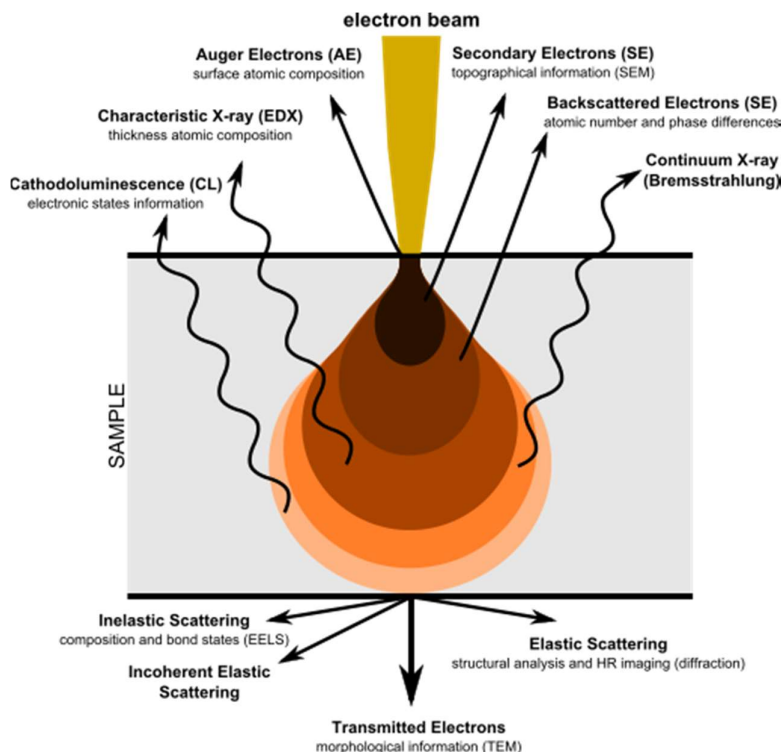 electron beam
Auger Electrons (AE)
surface atomic composition
Secondary Electrons (SE)
topographical information (SEM)
Characteristic X-ray (EDX)
thickness atomic composition
Backscattered Electrons (SE)
atomic number and phase differences
Cathodoluminescence (CL)
electronic states information
Continuum X-ray
(Bremsstrahlung)
SAMPLE
Inelastic Scattering
composition and bond states (EELS)
Incoherent Elastic
Scattering
Elastic Scattering
structural analysis and HR imaging (diffraction)
Transmitted Electrons
morphological information (TEM)